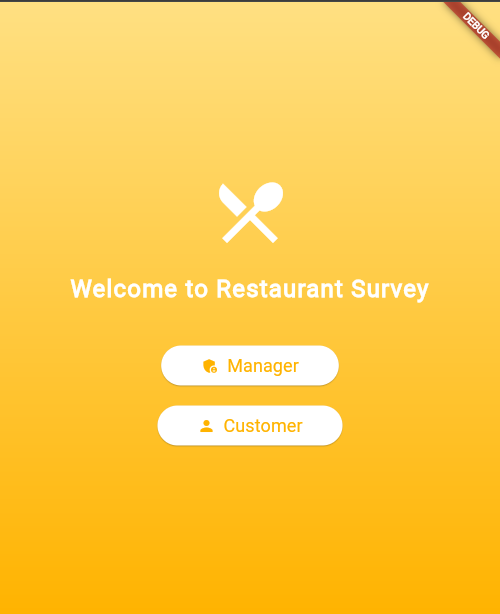 DEBUG
Welcome to Restaurant Survey
Manager
Customer